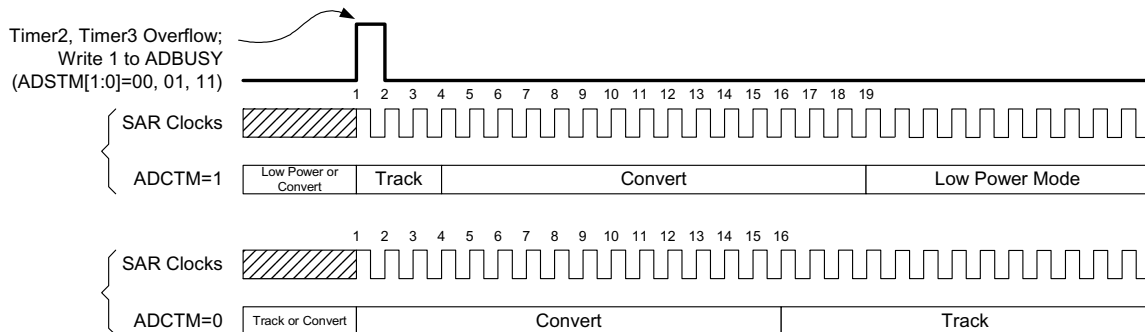 Timer2, Timer3 Overflow;
Write 1 to ADBUSY
(ADSTM[1:0]=00, 01, 11)
1 2 3 4 5 6 7 8 9 10 11 12 13 14 15 16 17 18 19
SAR Clocks
ADCTM=1
Low Power or
Convert
Track
Convert
Low Power Mode
1 2 3 4 5 6 7 8 9 10 11 12 13 14 15 16
SAR Clocks
ADCTM=0
Track or Convert
Convert
Track